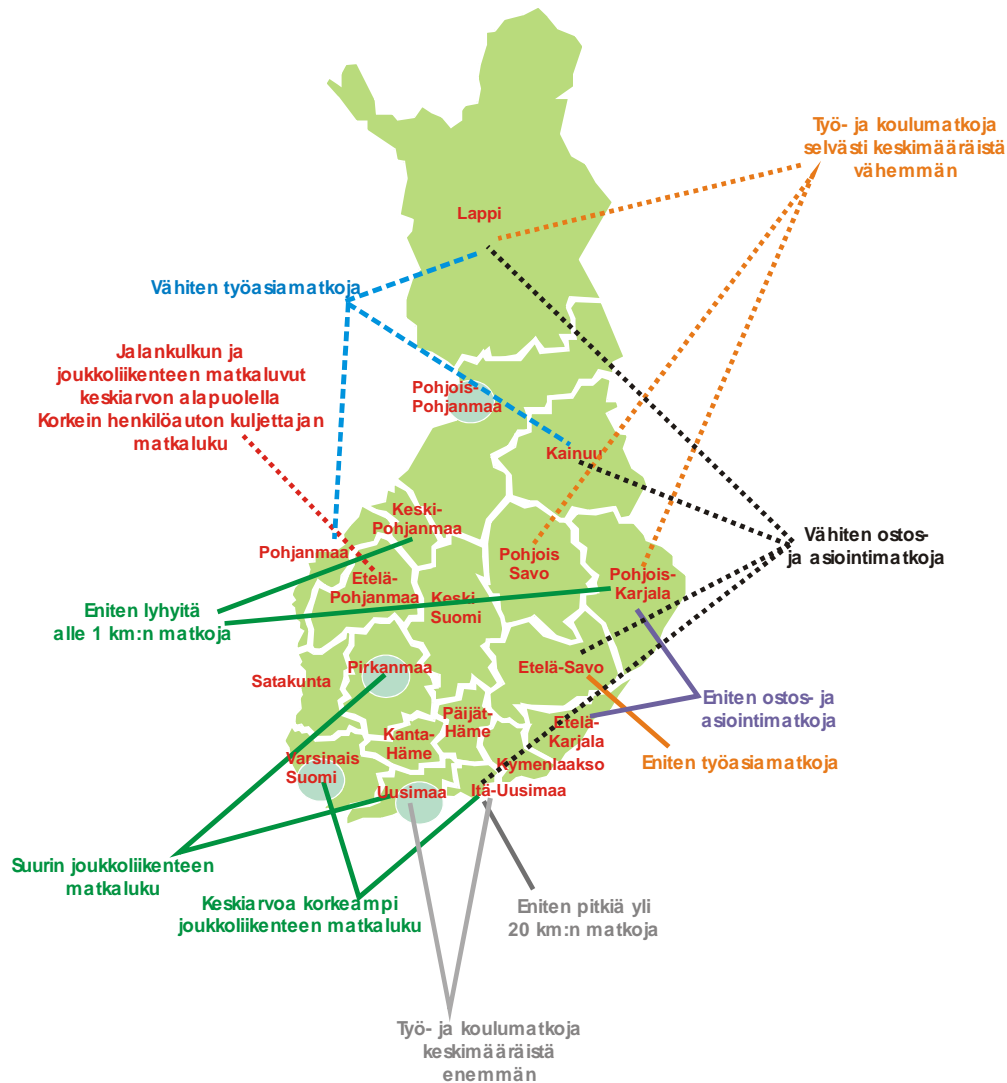 Työ- ja koulumatkoja
selvästi keskimääräistä
vähemmän
Lappi
Vähiten työasiamatkoja
Jalankulkun ja
joukkoliikenteen matkaluvut
keskiarvon alapuolella
Korkein henkilöauton kuljettajan
matkaluku
Pohjois-
Pohjanmaa
Kainuu
Keski-
Pohjanmaa
Pohjanmaa
Vähiten ostos-
ja asiointimatkoja
Pohjois
Savo
Pohjois-
Karjala
Etelä-
Pohjanmaa
Keski
Suomi
Eniten lyhyitä
alle 1 km:n matkoja
Pirkanmaa
Etelä-Savo
Satakunta
Eniten ostos- ja
asiointimatkoja
Päijät-
Häme
Etelä-
Karjala
Kanta-
Häme
Varsinais
Suomi
Kymenlaakso
Eniten työasiamatkoja
Uusimaa
Itä-Uusimaa
Suurin joukkoliikenteen
matkaluku
Keskiarvoa korkeampi
joukkoliikenteen matkaluku
Eniten pitkiä yli
20 km:n matkoja
Työ- ja koulumatkoja
keskimääräistä
enemmän